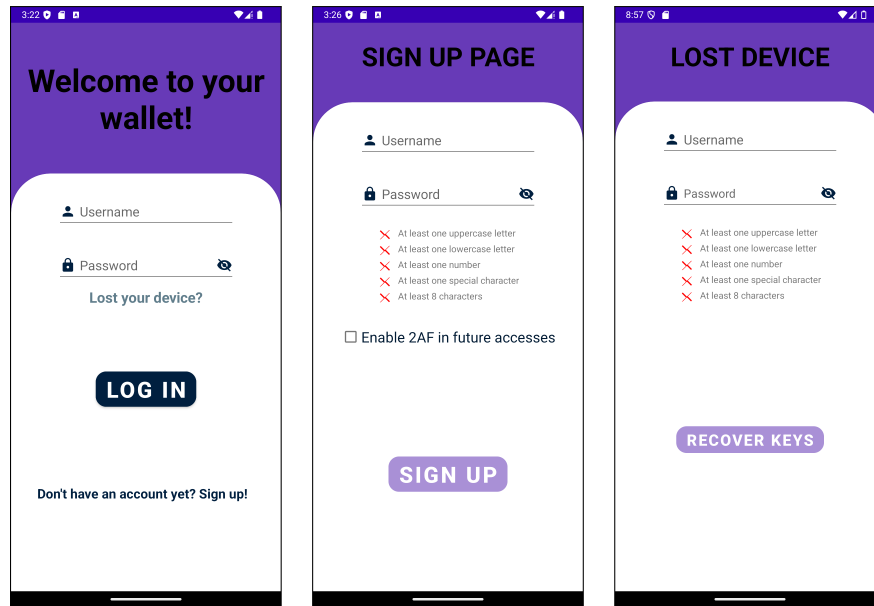 3:22
Welcome to your
wallet!
Username
Password
Lost your device?
LOG IN
Don't have an account yet? Sign up!
3:26
SIGN UP PAGE
Username
Password
At least one uppercase letter
At least one lowercase letter
At least one number
At least one special character
At least 8 characters
Enable 2AF in future accesses
SIGN UP
8:57
LOST DEVICE
Username
Password
At least one uppercase letter
At least one lowercase letter
At least one number
At least one special character
At least 8 characters
RECOVER KEYS